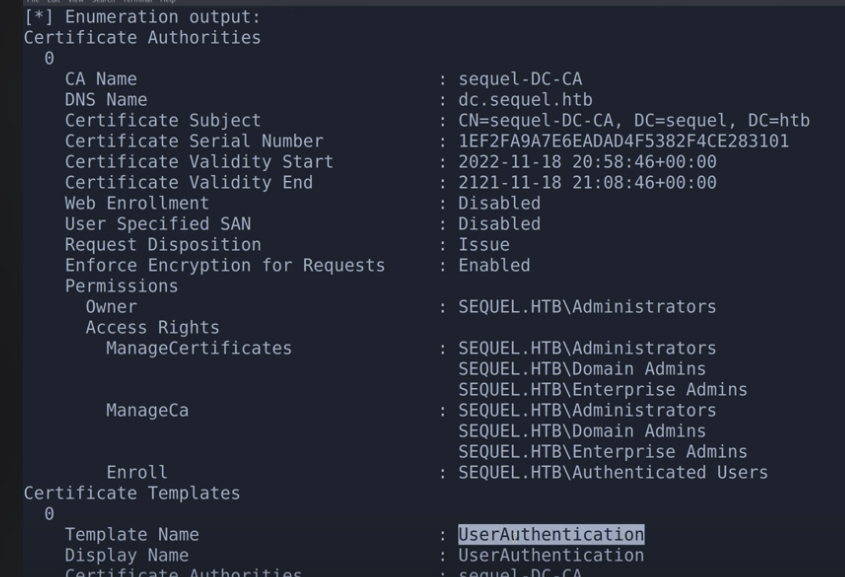 [*] Enumeration output:
Certificate Authorities
0
CA Name : sequel-DC-CA
DNS Name : dc.sequel.htb
Certificate Subject : CN=sequel-DC-CA, DC=sequel, DC=htb
Certificate Serial Number : 1EF2FA9A7E6EADAD4F5382F4CE283101
Certificate Validity Start : 2022-11-18 20:58:46+00:00
Certificate Validity End : 2121-11-18 21:08:46+00:00
Web Enrollment : Disabled
User Specified SAN : Disabled
Request Disposition : Issue
Enforce Encryption for Requests : Enabled
Permissions
Owner : SEQUEL.HTB\Administrators
Access Rights
ManageCertificates : SEQUEL.HTB\Administrators
SEQUEL.HTB\Domain Admins
SEQUEL.HTB\Enterprise Admins
ManageCa : SEQUEL.HTB\Administrators
SEQUEL.HTB\Domain Admins
SEQUEL.HTB\Enterprise Admins
Enroll : SEQUEL.HTB\Authenticated Users
Certificate Templates
0
Template Name : UserAuthentication
Display Name : UserAuthentication
Certificate Authorities : sequel-DC-CA